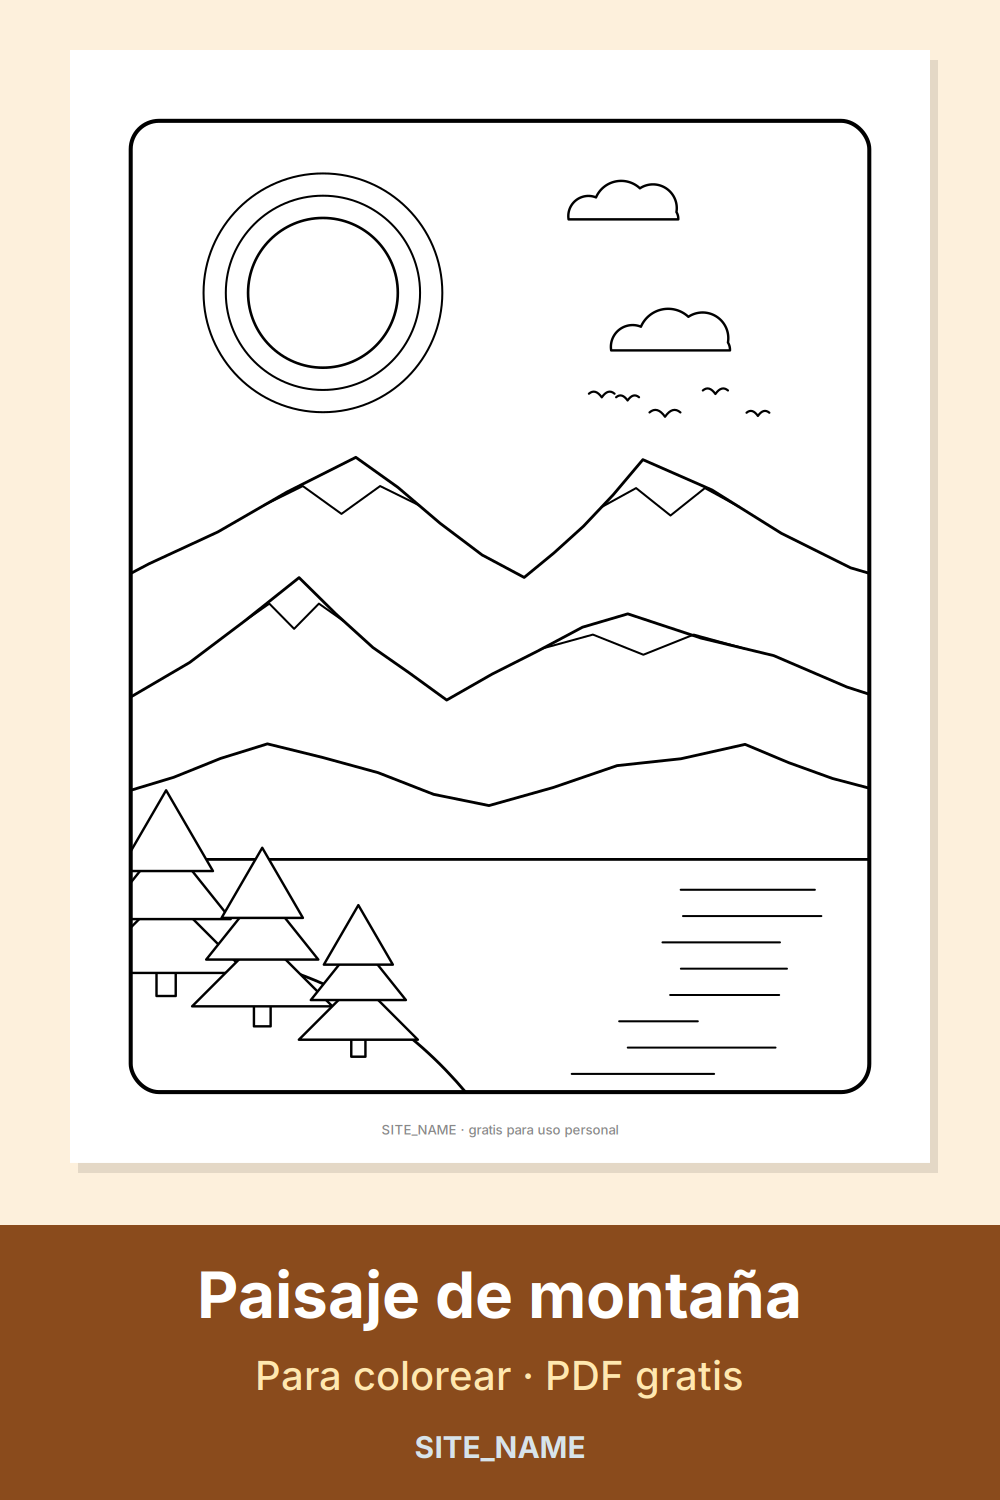 SITE_NAME · gratis para uso personal
Paisaje de montaña
Para colorear · PDF gratis
SITE_NAME